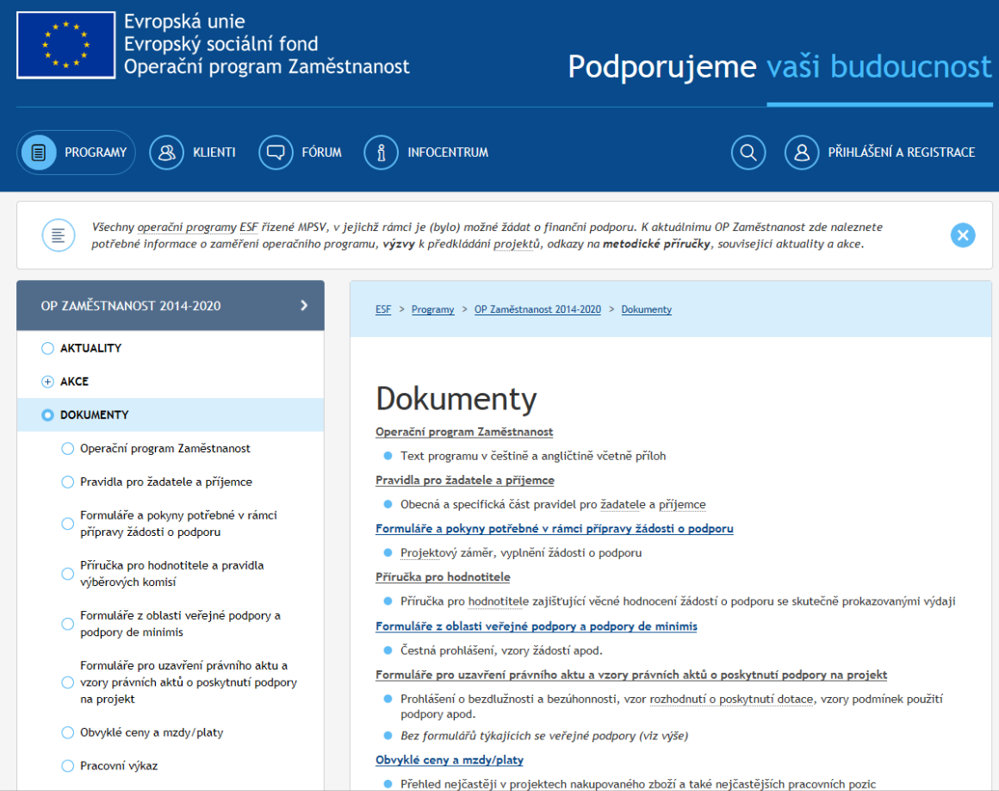 Evropská unie
Evropský sociální fond
Operační program Zaměstnanost
Podporujeme vaši budoucnost
PROGRAMY
KLIENTI
FÓRUM
INFOCENTRUM
PŘIHLÁŠENÍ A REGISTRACE
Všechny operační programy ESF řízené MPSV, v jejichž rámci je (bylo) možné žádat o finanční podporu. K aktuálnímu OP Zaměstnanost zde naleznete
potřebné informace o zaměření operačního programu, výzvy k předkládání projektů, odkazy na metodické příručky, související aktuality a akce.
OP ZAMĚSTNANOST 2014-2020
AKTUALITY
AKCE
DOKUMENTY
Operační program Zaměstnanost
Pravidla pro žadatele a příjemce
Formuláře a pokyny potřebné v rámci
přípravy žádosti o podporu
Příručka pro hodnotitele a pravidla
výběrových komisí
Formuláře z oblasti veřejné podpory a
podpory de minimis
Formuláře pro uzavření právního aktu a
vzory právních aktů o poskytnutí podpory
na projekt
Obvyklé ceny a mzdy/platy
Pracovní výkaz
ESF > Programy > OP Zaměstnanost 2014-2020 > Dokumenty
Dokumenty
Operační program Zaměstnanost
Text programu v češtině a angličtině včetně příloh
Pravidla pro žadatele a příjemce
Obecná a specifická část pravidel pro žadatele a příjemce
Formuláře a pokyny potřebné v rámci přípravy žádosti o podporu
Projektový záměr, vyplnění žádosti o podporu
Příručka pro hodnotitele
Příručka pro hodnotitele zajišťující věcné hodnocení žádostí o podporu se skutečně prokazovanými výdaji
Formuláře z oblasti veřejné podpory a podpory de minimis
Čestná prohlášení, vzory žádostí apod.
Formuláře pro uzavření právního aktu a vzory právních aktů o poskytnutí podpory na projekt
Prohlášení o bezdlužnosti a bezúhonnosti, vzor rozhodnutí o poskytnutí dotace, vzory podmínek použití
podpory apod.
Bez formulářů týkajících se veřejné podpory (viz výše)
Obvyklé ceny a mzdy/platy
Přehled nejčastěji v projektech nakupovaného zboží a také nejčastějších pracovních pozic